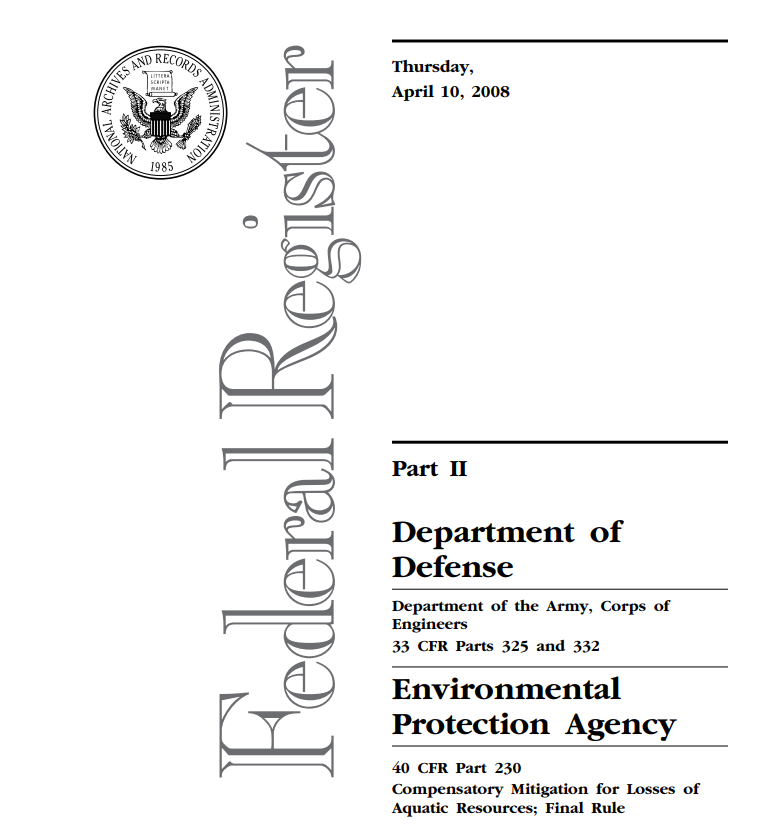 NATIONAL ARCHIVES AND RECORDS ADMINISTRATION
LITTERA
SCRIPTA
MANET
1985
Federal Register
Thursday,
April 10, 2008
Part II
Department of
Defense
Department of the Army, Corps of
Engineers
33 CFR Parts 325 and 332
Environmental
Protection Agency
40 CFR Part 230
Compensatory Mitigation for Losses of
Aquatic Resources; Final Rule